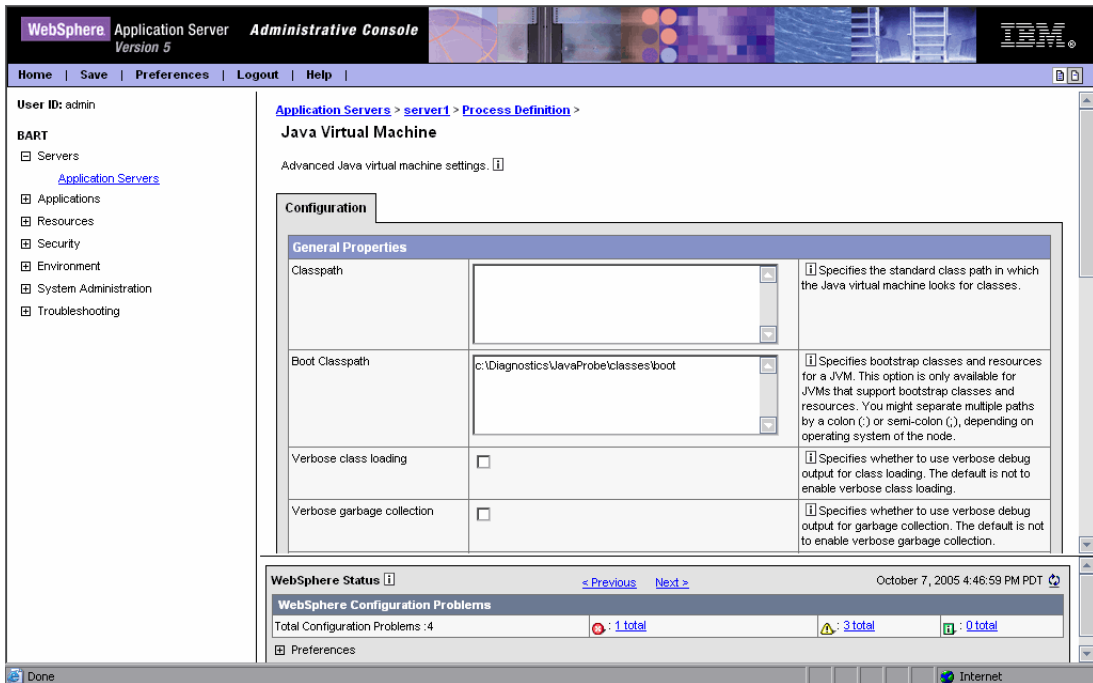 WebSphere Application Server Administrative Console
Version 5
IBM®
Home | Save | Preferences | Logout | Help |
User ID: admin
BART
Servers
Application Servers
Applications
Resources
Security
Environment
System Administration
Troubleshooting
Application Servers > server1 > Process Definition >
Java Virtual Machine
Advanced Java virtual machine settings. i
Configuration
General Properties
Classpath
i Specifies the standard class path in which
the Java virtual machine looks for classes.
Boot Classpath
c:\Diagnostics\JavaProbe\classes\boot
i Specifies bootstrap classes and resources
for a JVM. This option is only available for
JVMs that support bootstrap classes and
resources. You might separate multiple paths
by a colon (:) or semi-colon (;), depending on
operating system of the node.
Verbose class loading
i Specifies whether to use verbose debug
output for class loading. The default is not to
enable verbose class loading.
Verbose garbage collection
i Specifies whether to use verbose debug
output for garbage collection. The default is not
to enable verbose garbage collection.
WebSphere Status i
< Previous Next >
October 7, 2005 4:46:59 PM PDT
WebSphere Configuration Problems
Total Configuration Problems :4
: 1 total
: 3 total
: 0 total
Preferences
Done
Internet